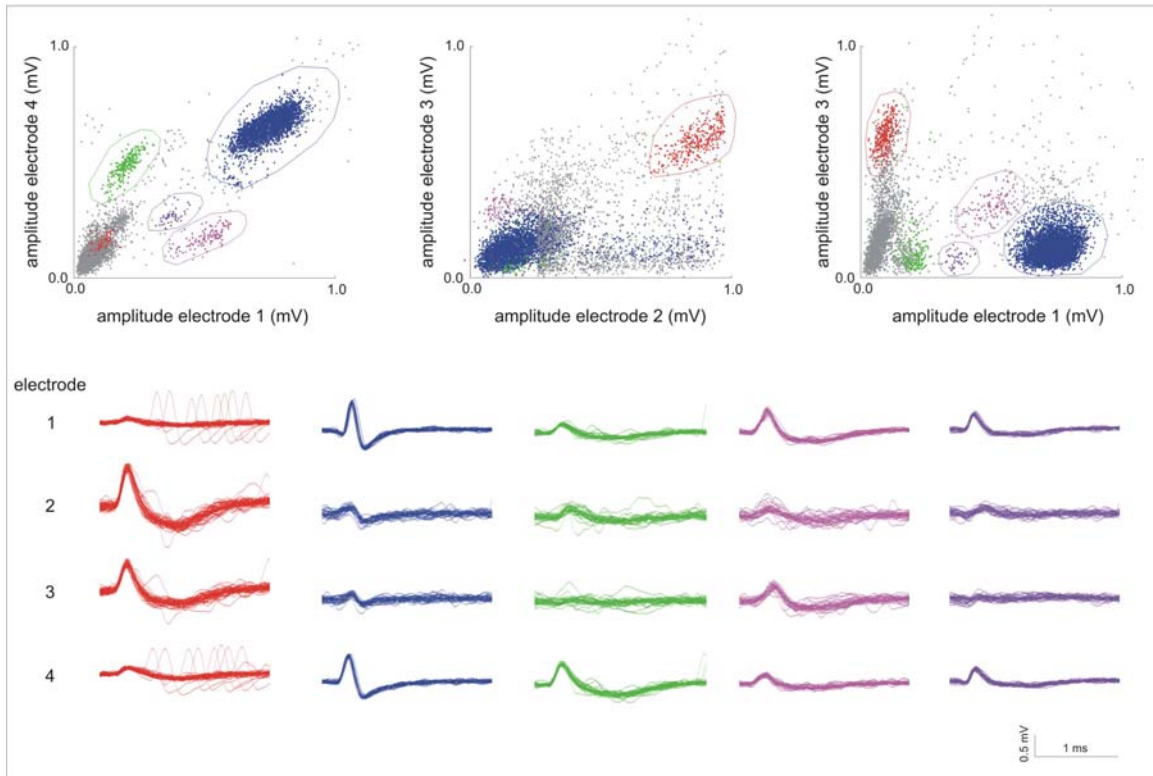 1.0
amplitude electrode 4 (mV)
0.0
0.0
1.0
amplitude electrode 1 (mV)
1.0
amplitude electrode 3 (mV)
0.0
0.0
1.0
amplitude electrode 2 (mV)
1.0
amplitude electrode 3 (mV)
0.0
0.0
1.0
amplitude electrode 1 (mV)
electrode
1
2
3
4
0.5 mV
1 ms